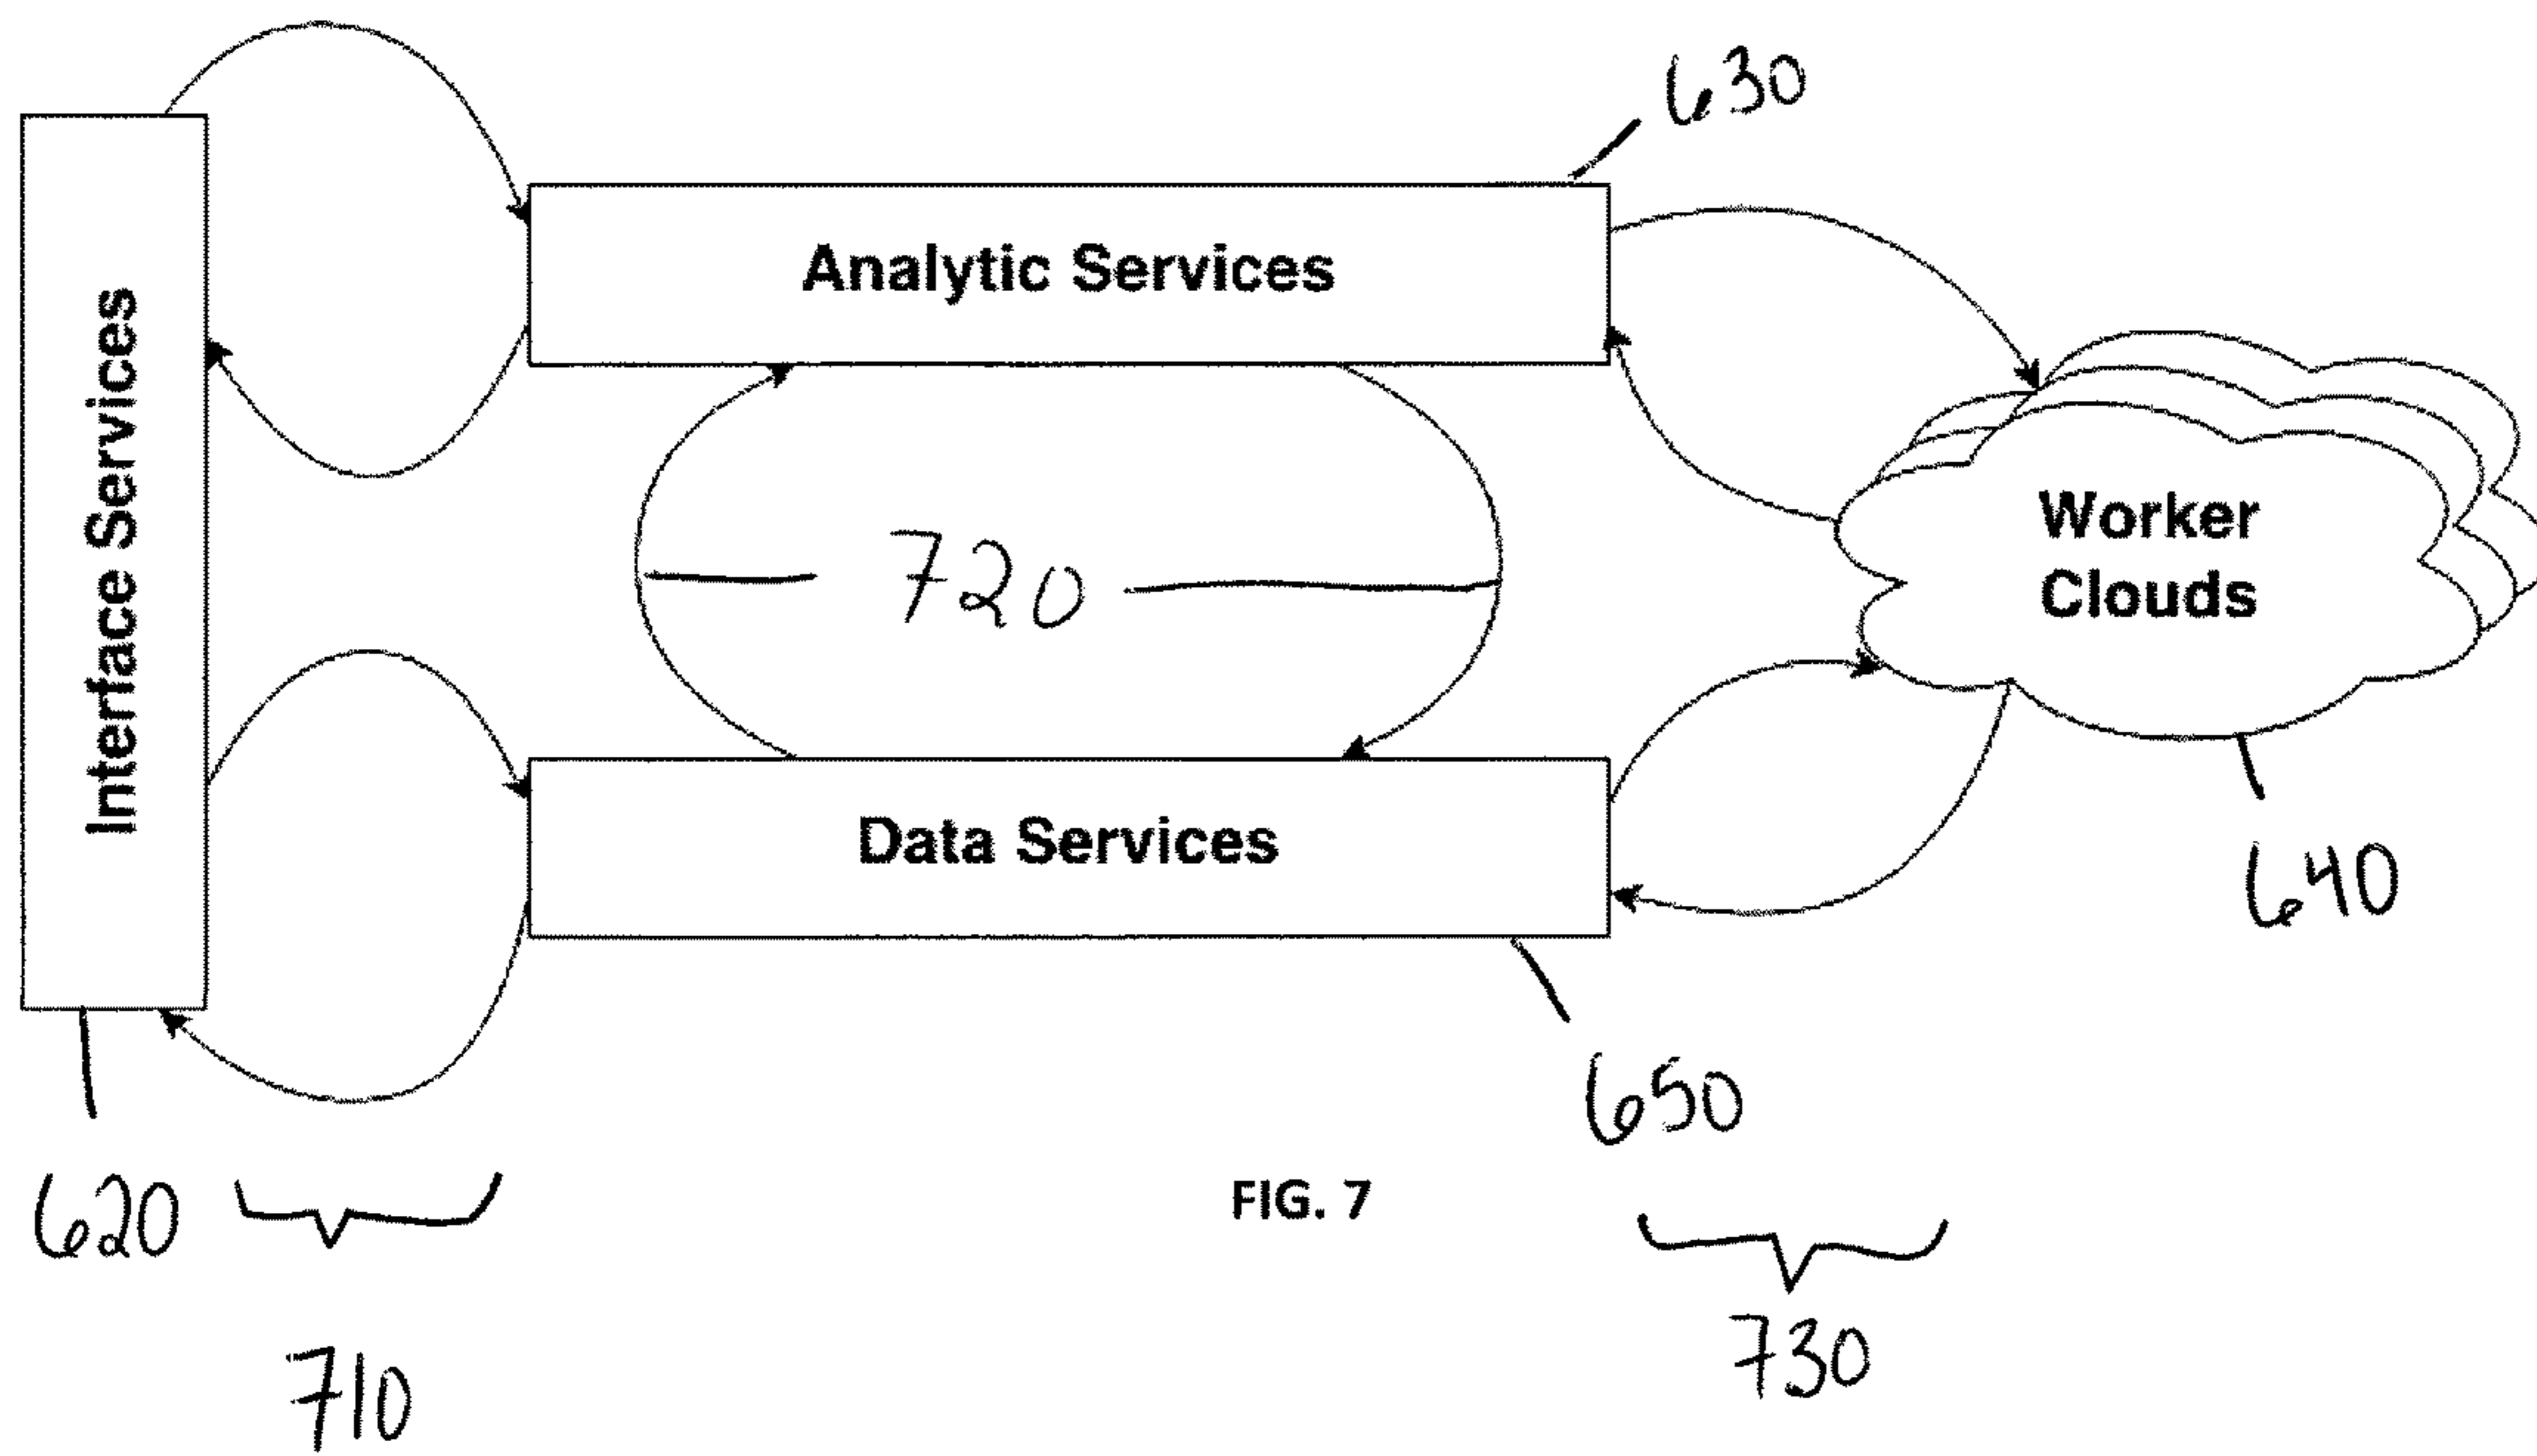 630
Analytic Services
Interface Services
Worker
Clouds
720
Data Services
640
650
620
FIG. 7
730
710